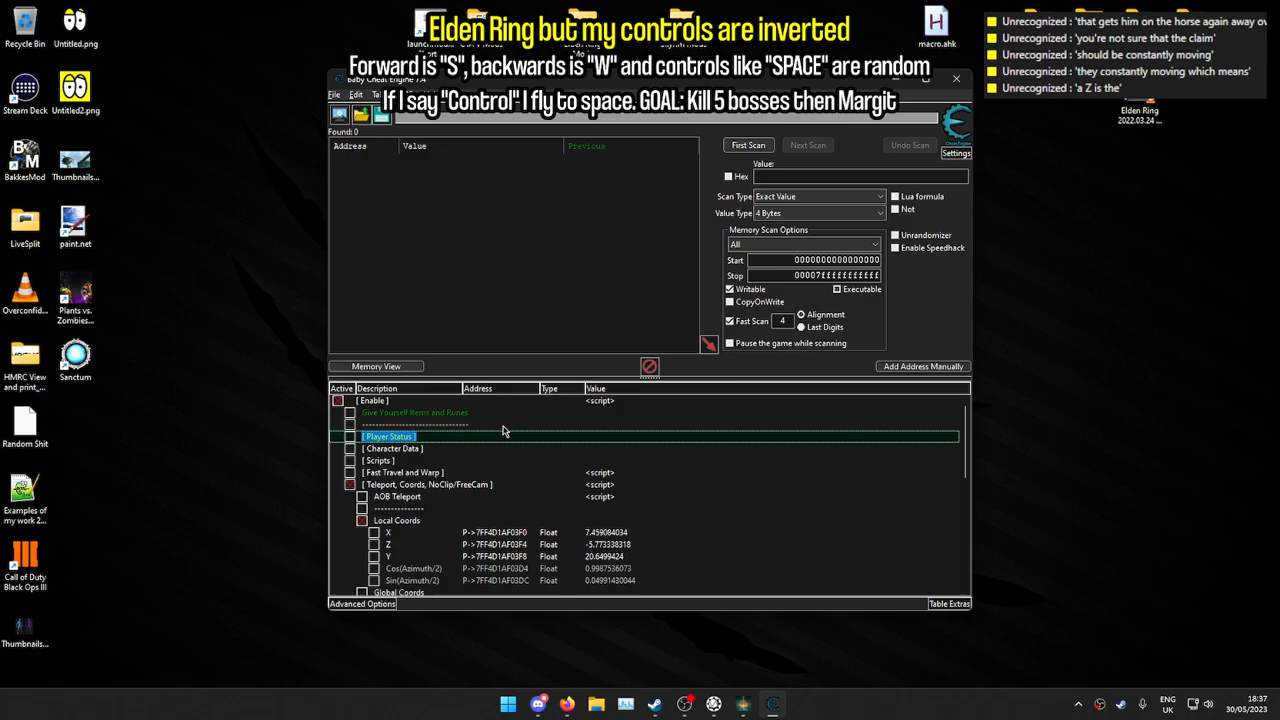 Elden Ring but my controls are inverted
Forward is "S", backwards is "W" and controls like "SPACE" are random
If I say "Control" I fly to space. GOAL: Kill 5 bosses then Margit
Unrecognized : 'that gets him on the horse again away ov
Unrecognized : 'you're not sure that the claim'
Unrecognized : 'should be constantly moving'
Unrecognized : 'they constantly moving which means'
Unrecognized : 'a Z is the'
Recycle Bin
Untitled.png
Stream Deck
Untitled2.png
BakkesMod
Thumbnails...
LiveSplit
paint.net
Overconfid...
Plants vs. Zombies...
HMRC View and print_...
Sanctum
Random Shit
Examples of my work 2...
Call of Duty Black Ops III
Thumbnails...
macro.ahk
Elden Ring
2022.03.24 ...
Baby Cheat Engine 7.4
File Edit
Found: 0
Address Value Previous
First Scan Next Scan Undo Scan
Settings
Value:
Hex
Scan Type Exact Value
Value Type 4 Bytes
Lua formula
Not
Memory Scan Options
All
Start 0000000000000000
Stop 00007fffffffffff
Writable Executable
CopyOnWrite
Fast Scan 4 Alignment
Last Digits
Pause the game while scanning
Unrandomizer
Enable Speedhack
Memory View
Add Address Manually
Active Description Address Type Value
[ Enable ] <script>
Give Yourself Items and Runes
------------------------------
[ Player Status ]
[ Character Data ]
[ Scripts ]
[ Fast Travel and Warp ] <script>
[ Teleport, Coords, NoClip/FreeCam ] <script>
AOB Teleport <script>
--------------
Local Coords
X P->7FF4D1AF03F0 Float 7.459084034
Z P->7FF4D1AF03F4 Float -5.773338318
Y P->7FF4D1AF03F8 Float 20.6499424
Cos(Azimuth/2) P->7FF4D1AF03D4 Float 0.9987536073
Sin(Azimuth/2) P->7FF4D1AF03DC Float 0.04991430044
Global Coords
Advanced Options
Table Extras
ENG
UK
18:37
30/05/2023